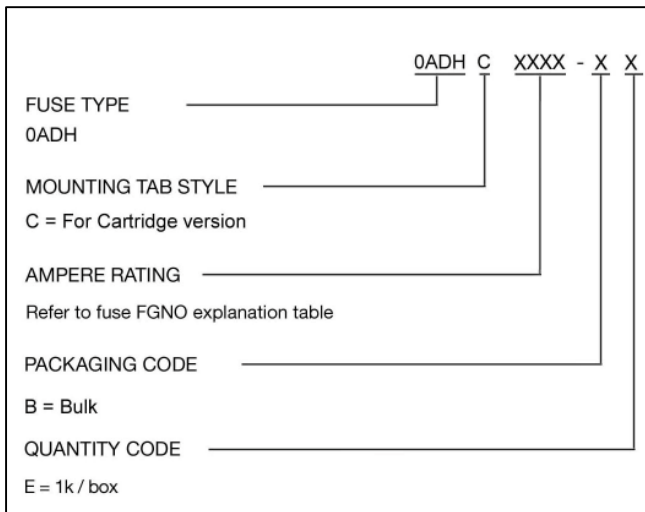 0ADH C XXXX - X X
FUSE TYPE
0ADH
MOUNTING TAB STYLE
C = For Cartridge version
AMPERE RATING
Refer to fuse FGNO explanation table
PACKAGING CODE
B = Bulk
QUANTITY CODE
E = 1k / box